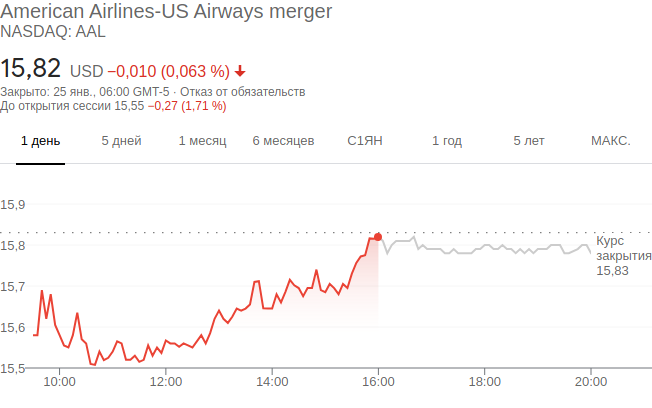 American Airlines-US Airways merger
NASDAQ: AAL
15,82 USD −0,010 (0,063 %)
Закрыто: 25 янв., 06:00 GMT-5 · Отказ от обязательств
До открытия сессии 15,55 −0,27 (1,71 %)
1 день 5 дней 1 месяц 6 месяцев С1ЯН 1 год 5 лет МАКС.
15,9
15,8
15,7
15,6
15,5
Курс
закрытия
15,83
10:00 12:00 14:00 16:00 18:00 20:00